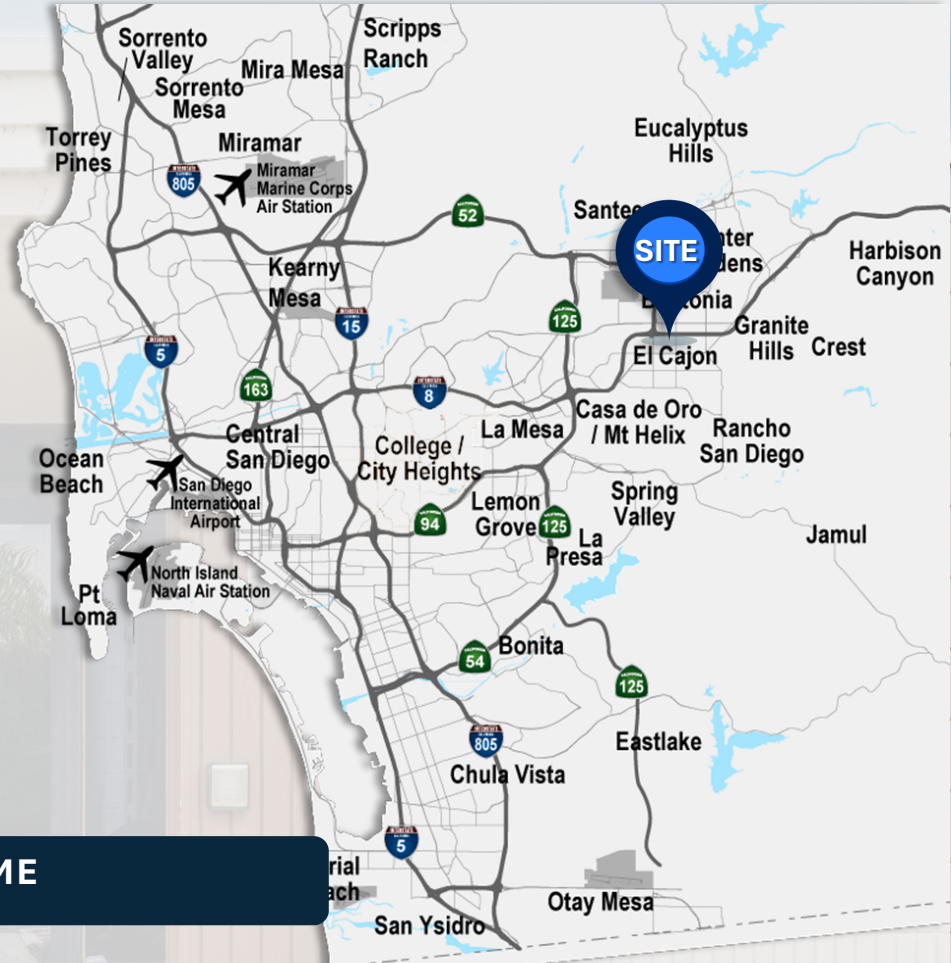 Scripps
Ranch
Sorrento
Valley
Mira Mesa
Sorrento
Mesa
Torrey
Pines
Miramar
Eucalyptus
Hills
Miramar
Marine Corps
Air Station
805
52
Santee
SITE
Harbison
Canyon
Kearny
Mesa
15
125
Granite
Hills
Crest
El Cajon
5
163
8
Casa de Oro
/ Mt Helix
La Mesa
Rancho
San Diego
Central
San Diego
College /
City Heights
Ocean
Beach
San Diego
International
Airport
Lemon
Grove
94
125
Spring
Valley
La
Presa
Jamul
North Island
Naval Air Station
Pt
Loma
54
Bonita
125
805
Eastlake
Chula Vista
5
ME
rial
ach
Otay Mesa
San Ysidro